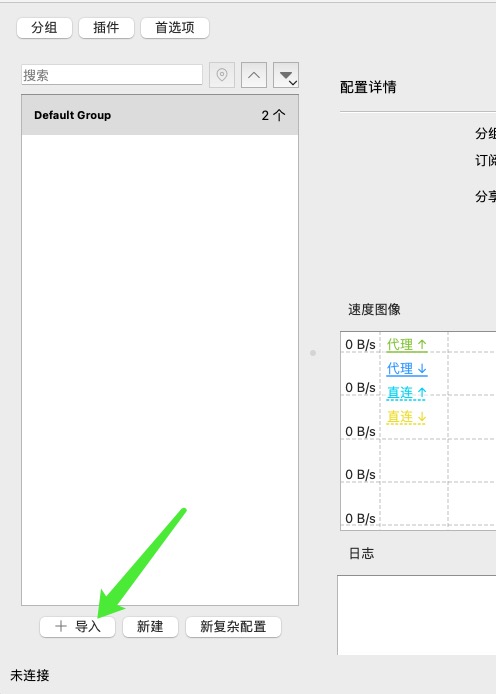 分组 插件 首选项
搜索
配置详情
Default Group 2 个
分组
订阅
分享
速度图像
0 B/s 代理 ↑
代理 ↓
0 B/s 直连 ↑
直连 ↓
0 B/s
0 B/s
0 B/s
日志
＋ 导入 新建 新复杂配置
未连接